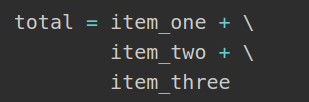 total = item_one + \
        item_two + \
        item_three